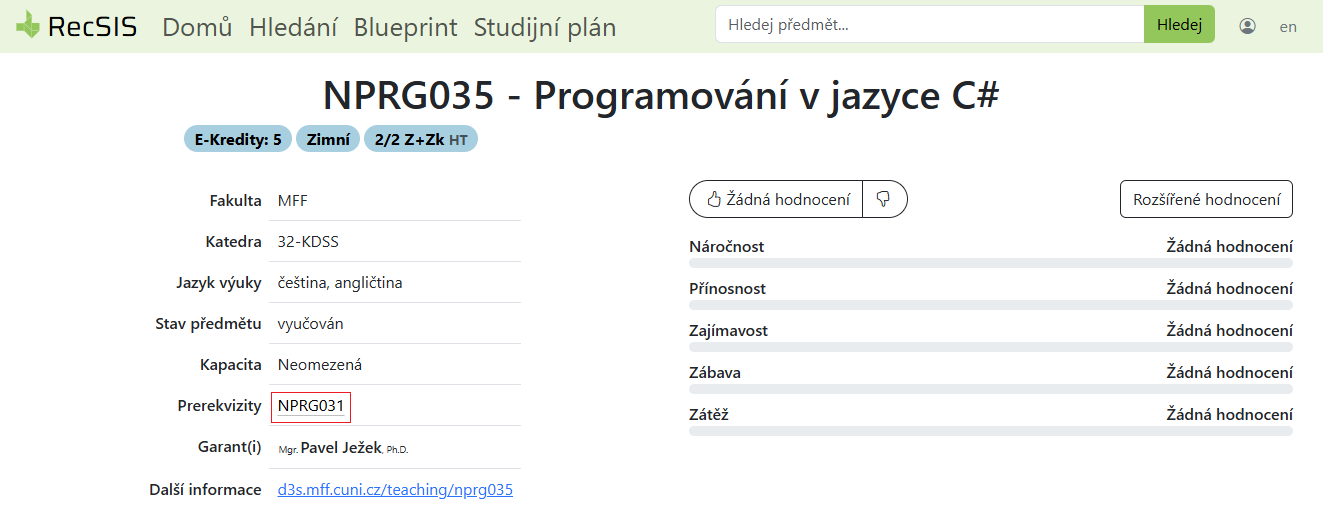 RecSIS Domů Hledání Blueprint Studijní plán Hledej předmět... Hledej en
NPRG035 - Programování v jazyce C#
E-Kredity: 5 Zimní 2/2 Z+Zk HT
Fakulta MFF
Katedra 32-KDSS
Jazyk výuky čeština, angličtina
Stav předmětu vyučován
Kapacita Neomezená
Prerekvizity NPRG031
Garant(i) Mgr. Pavel Ježek, Ph.D.
Další informace d3s.mff.cuni.cz/teaching/nprg035
Žádná hodnocení Rozšířené hodnocení
Náročnost Žádná hodnocení
Přínosnost Žádná hodnocení
Zajímavost Žádná hodnocení
Zábava Žádná hodnocení
Zátěž Žádná hodnocení